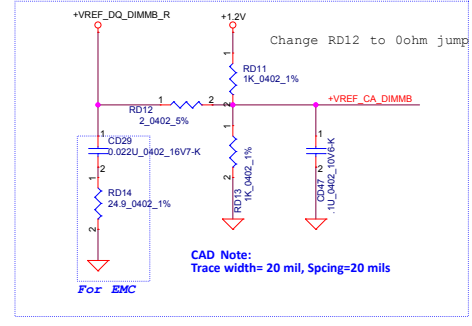 +VREF_DQ_DIMMB_R
+1.2V
Change RD12 to 0ohm jump
1
RD11
1K_0402_1%
2
+VREF_CA_DIMMB
1
2
RD12
2_0402_5%
1
CD29
0.022U_0402_16V7-K
2
1
RD14
24.9_0402_1%
2
1
RD13
1K_0402_1%
2
1
CD47
.1U_0402_10V6-K
2
CAD Note:
Trace width= 20 mil, Spcing=20 mils
For EMC